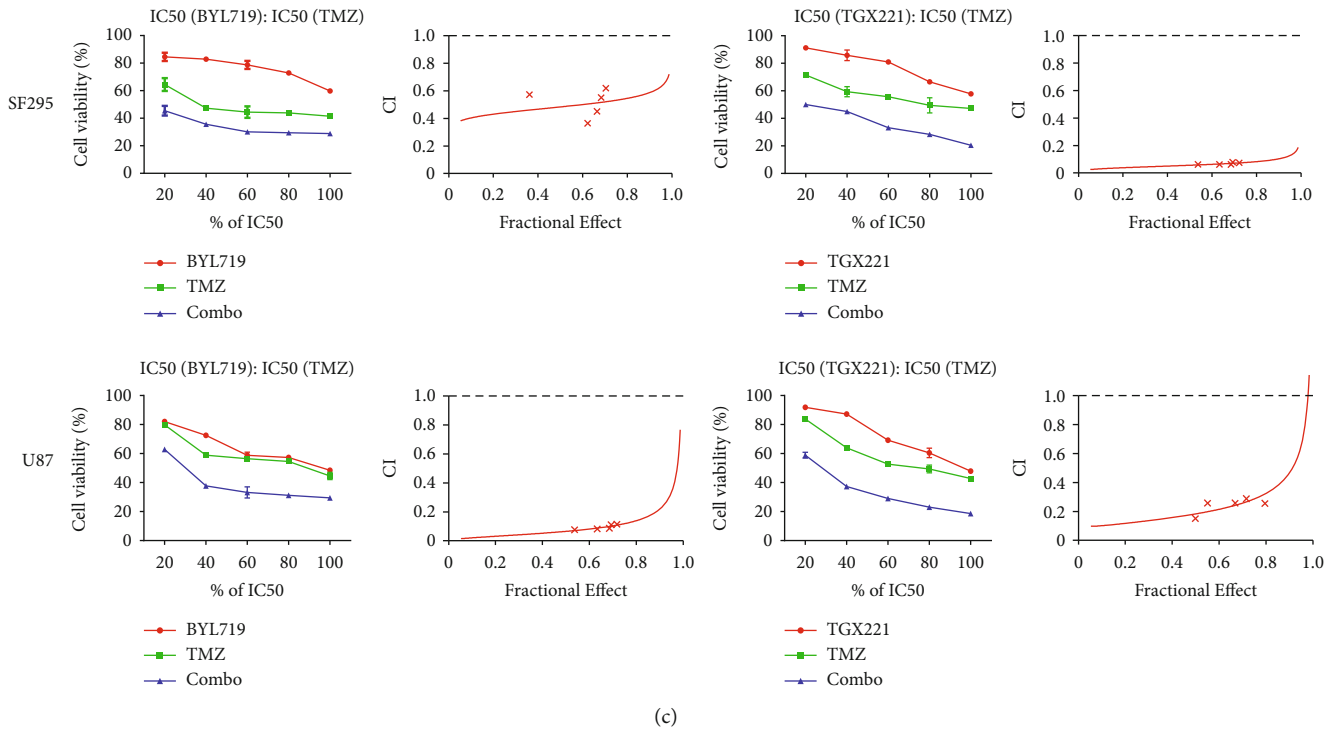 SF295
IC50 (BYL719): IC50 (TMZ)
Cell viability (%)
100
80
60
40
20
0
20 40 60 80 100
% of IC50
BYL719
TMZ
Combo
CI
1.0
0.8
0.6
0.4
0.2
0
0 0.2 0.4 0.6 0.8 1.0
Fractional Effect
IC50 (TGX221): IC50 (TMZ)
Cell viability (%)
100
80
60
40
20
0
20 40 60 80 100
% of IC50
TGX221
TMZ
Combo
CI
1.0
0.8
0.6
0.4
0.2
0
0 0.2 0.4 0.6 0.8 1.0
Fractional Effect
U87
IC50 (BYL719): IC50 (TMZ)
Cell viability (%)
100
80
60
40
20
0
20 40 60 80 100
% of IC50
BYL719
TMZ
Combo
CI
1.0
0.8
0.6
0.4
0.2
0
0 0.2 0.4 0.6 0.8 1.0
Fractional Effect
IC50 (TGX221): IC50 (TMZ)
Cell viability (%)
100
80
60
40
20
0
20 40 60 80 100
% of IC50
TGX221
TMZ
Combo
CI
1.0
0.8
0.6
0.4
0.2
0
0 0.2 0.4 0.6 0.8 1.0
Fractional Effect
(c)